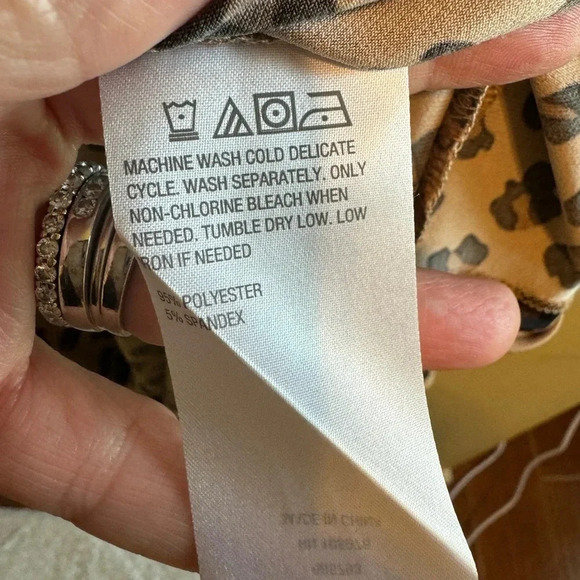 MACHINE WASH COLD DELICATE
CYCLE. WASH SEPARATELY. ONLY
NON-CHLORINE BLEACH WHEN
NEEDED. TUMBLE DRY LOW. LOW
IRON IF NEEDED
95% POLYESTER
5% SPANDEX